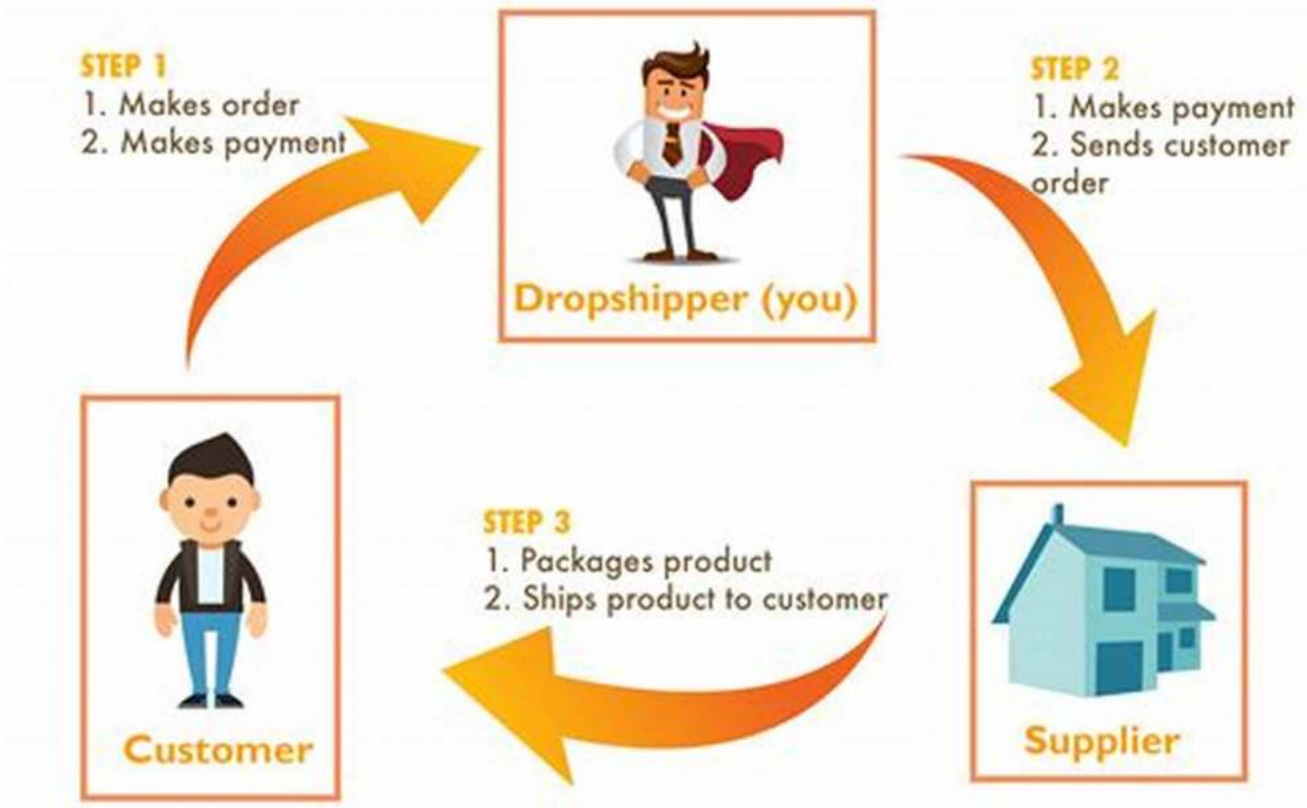 STEP 1
1. Makes order
2. Makes payment
Dropshipper (you)
STEP 2
1. Makes payment
2. Sends customer
order
STEP 3
1. Packages product
2. Ships product to customer
Customer
Supplier